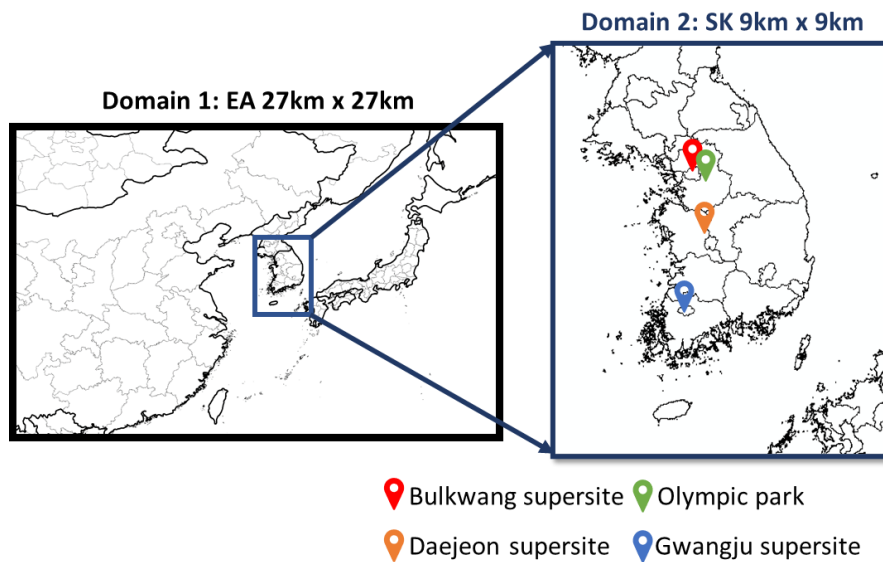 Domain 2: SK 9km x 9km
Domain 1: EA 27km x 27km
Bulkwang supersite
Olympic park
Daejeon supersite
Gwangju supersite